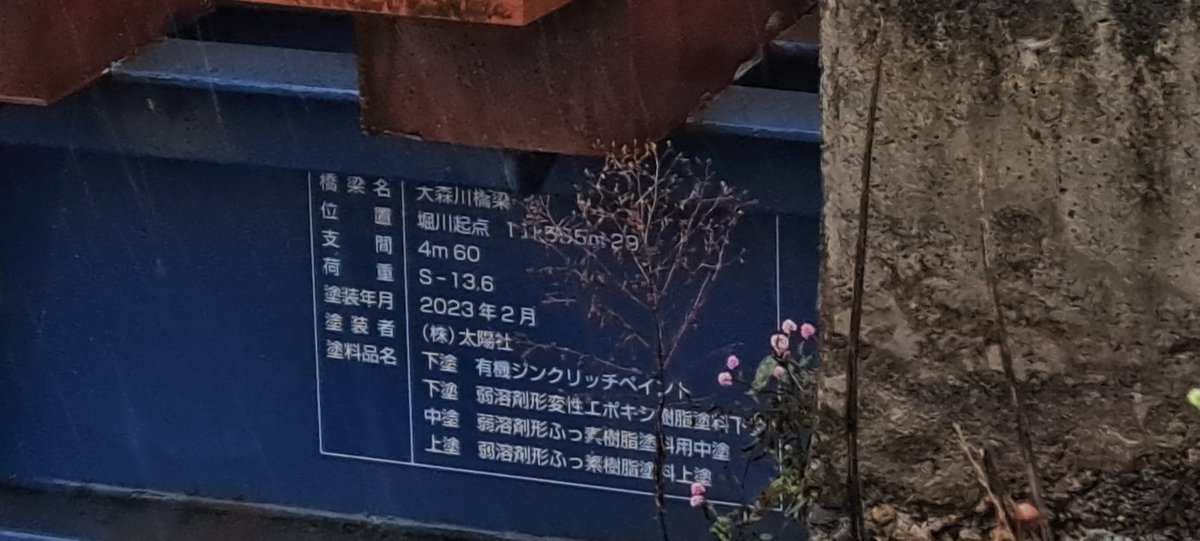 橋梁名 大森川橋梁
位置 堀川起点 11k555m29
支間 4m60
荷重 S-13.6
塗装年月 2023年2月
塗装者 (株)太陽社
塗料品名 下塗 有機ジンクリッチペイント
下塗 弱溶剤形変性エポキシ樹脂塗料下
中塗 弱溶剤形ふっ素樹脂塗料用中塗
上塗 弱溶剤形ふっ素樹脂塗料上塗